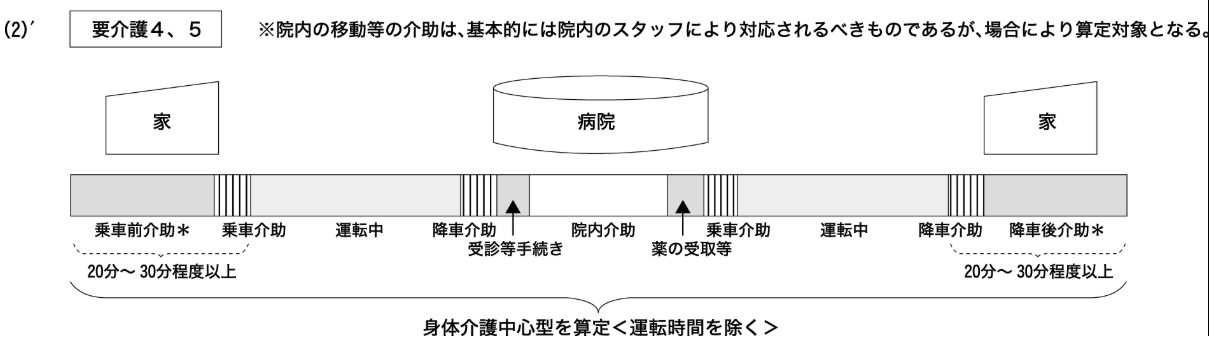 (2)′ 要介護4、5 ※院内の移動等の介助は、基本的には院内のスタッフにより対応されるべきものであるが、場合により算定対象となる。
家 病院 家
乗車前介助＊ 乗車介助 運転中 降車介助 院内介助 乗車介助 運転中 降車介助 降車後介助＊
受診等手続き 薬の受取等
20分～30分程度以上 20分～30分程度以上
身体介護中心型を算定＜運転時間を除く＞